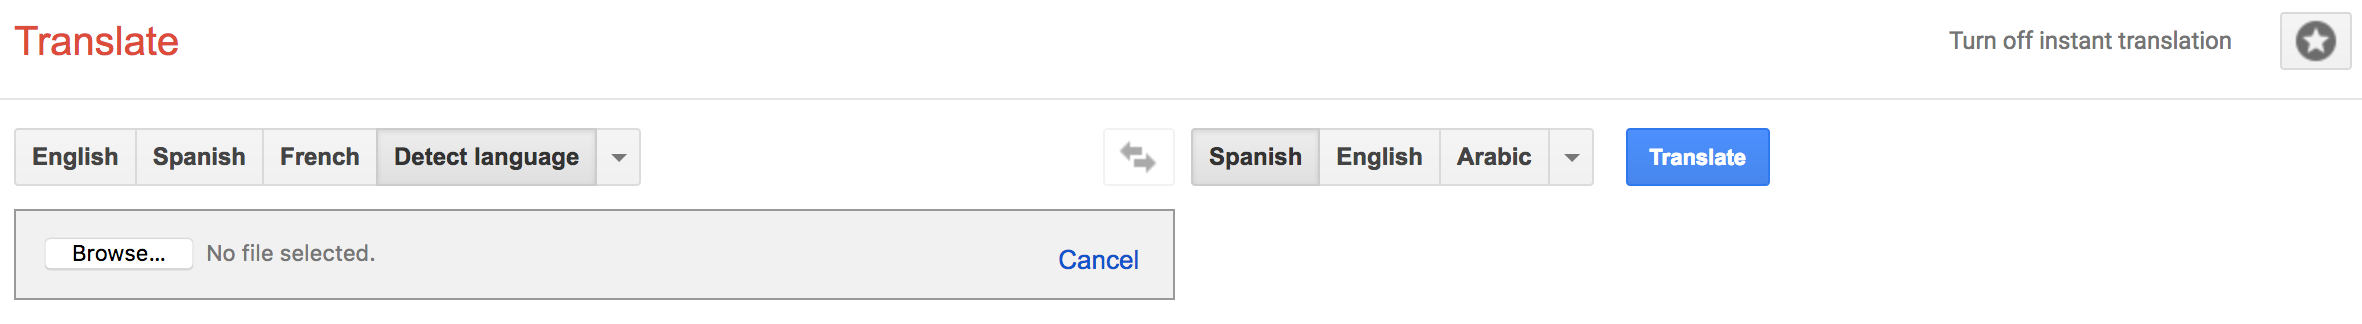 Translate
Turn off instant translation
English Spanish French Detect language
Spanish English Arabic
Translate
Browse... No file selected.
Cancel